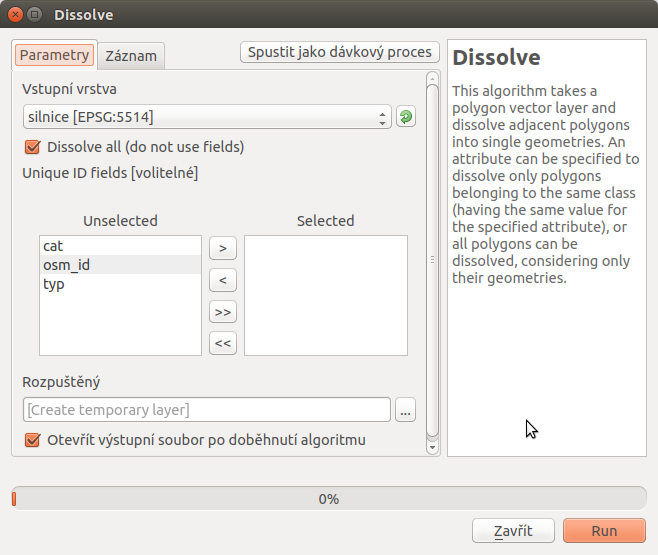 Dissolve
Parametry
Záznam
Spustit jako dávkový proces
Vstupní vrstva
silnice [EPSG:5514]
Dissolve all (do not use fields)
Unique ID fields [volitelné]
Unselected
Selected
cat
osm_id
typ
>
<
>>
<<
Rozpuštěný
[Create temporary layer]
...
Otevřít výstupní soubor po doběhnutí algoritmu
Dissolve
This algorithm takes a
polygon vector layer and
dissolve adjacent polygons
into single geometries. An
attribute can be specified to
dissolve only polygons
belonging to the same class
(having the same value for
the specified attribute), or
all polygons can be
dissolved, considering only
their geometries.
0%
Zavřít
Run